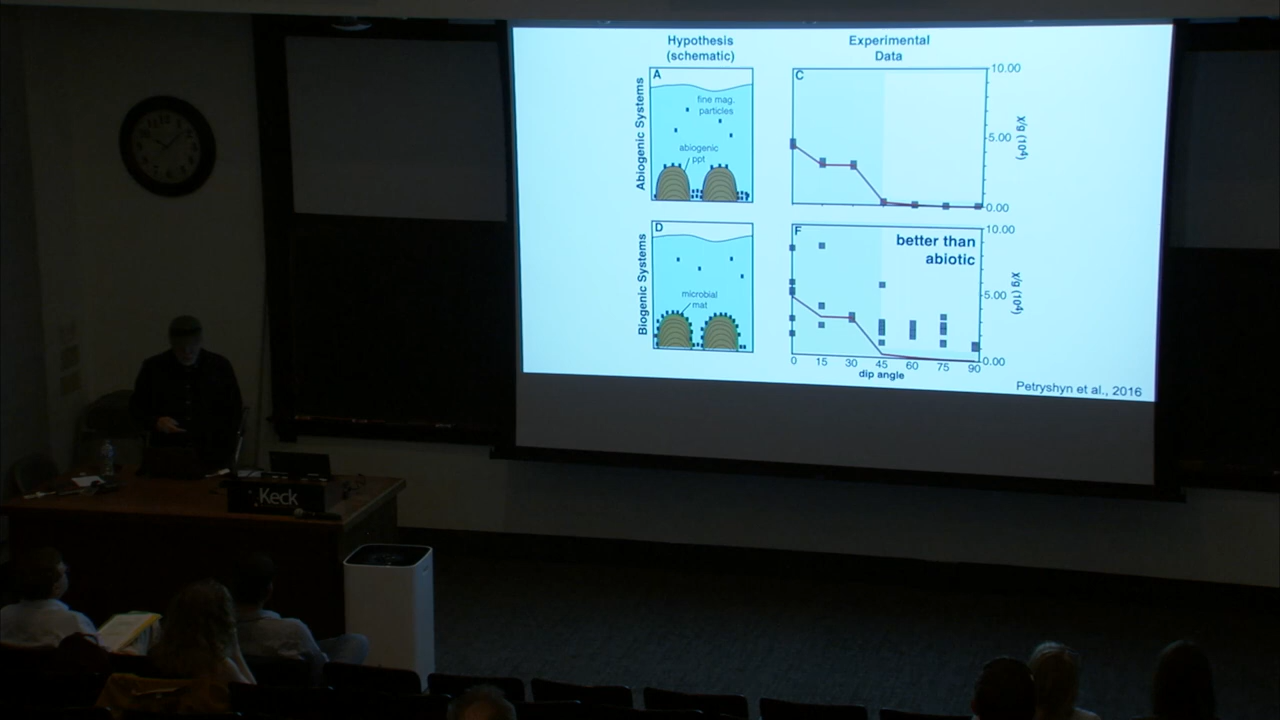 Hypothesis
(schematic)
Experimental
Data
Abiogenic Systems
A
fine mag.
particles
abiogenic
ppt
C
10.00
5.00
0.00
X/g (10⁴)
Biogenic Systems
D
microbial
mat
F
better than
abiotic
10.00
5.00
0.00
X/g (10⁴)
0 15 30 45 60 75 90
dip angle
Petryshyn et al., 2016
Keck